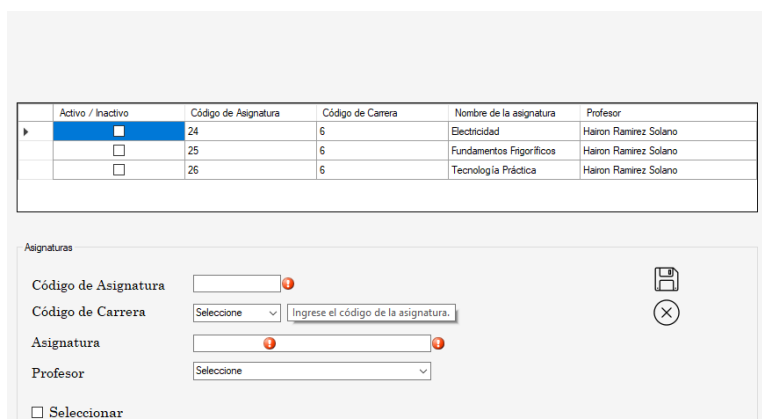 Activo / Inactivo Código de Asignatura Código de Carrera Nombre de la asignatura Profesor
24 6 Electricidad Hairon Ramirez Solano
25 6 Fundamentos Frigoríficos Hairon Ramirez Solano
26 6 Tecnología Práctica Hairon Ramirez Solano
Asignaturas
Código de Asignatura
Código de Carrera Seleccione Ingrese el código de la asignatura.
Asignatura
Profesor Seleccione
Seleccionar